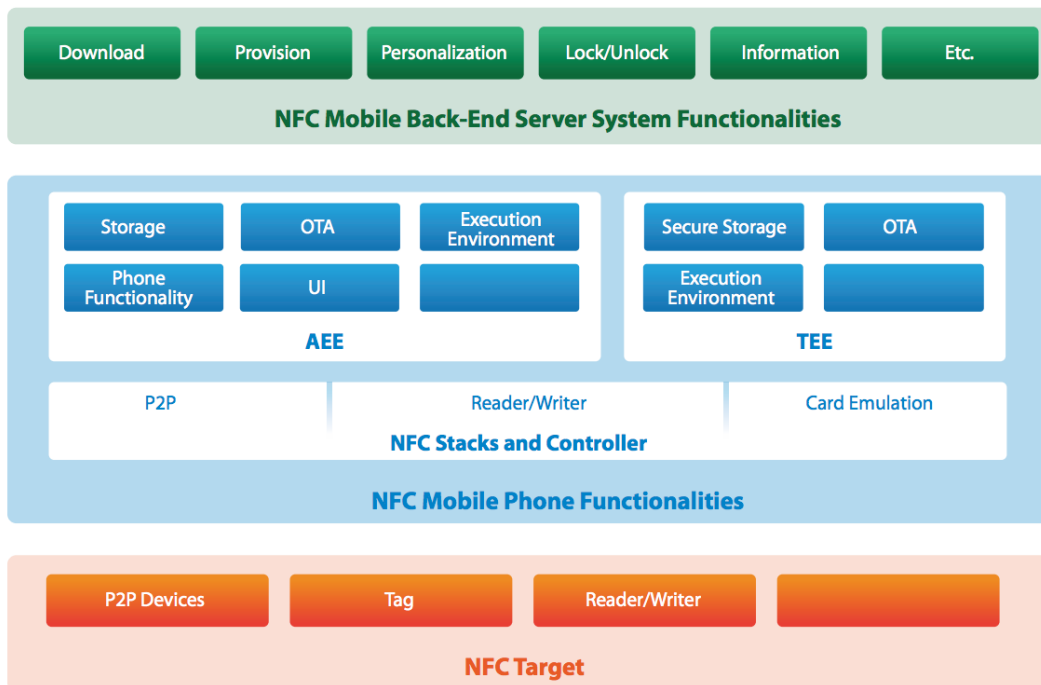 Download
Provision
Personalization
Lock/Unlock
Information
Etc.
NFC Mobile Back-End Server System Functionalities
Storage
OTA
Execution
Environment
Phone
Functionality
UI
AEE
Secure Storage
OTA
Execution
Environment
TEE
P2P
Reader/Writer
Card Emulation
NFC Stacks and Controller
NFC Mobile Phone Functionalities
P2P Devices
Tag
Reader/Writer
NFC Target